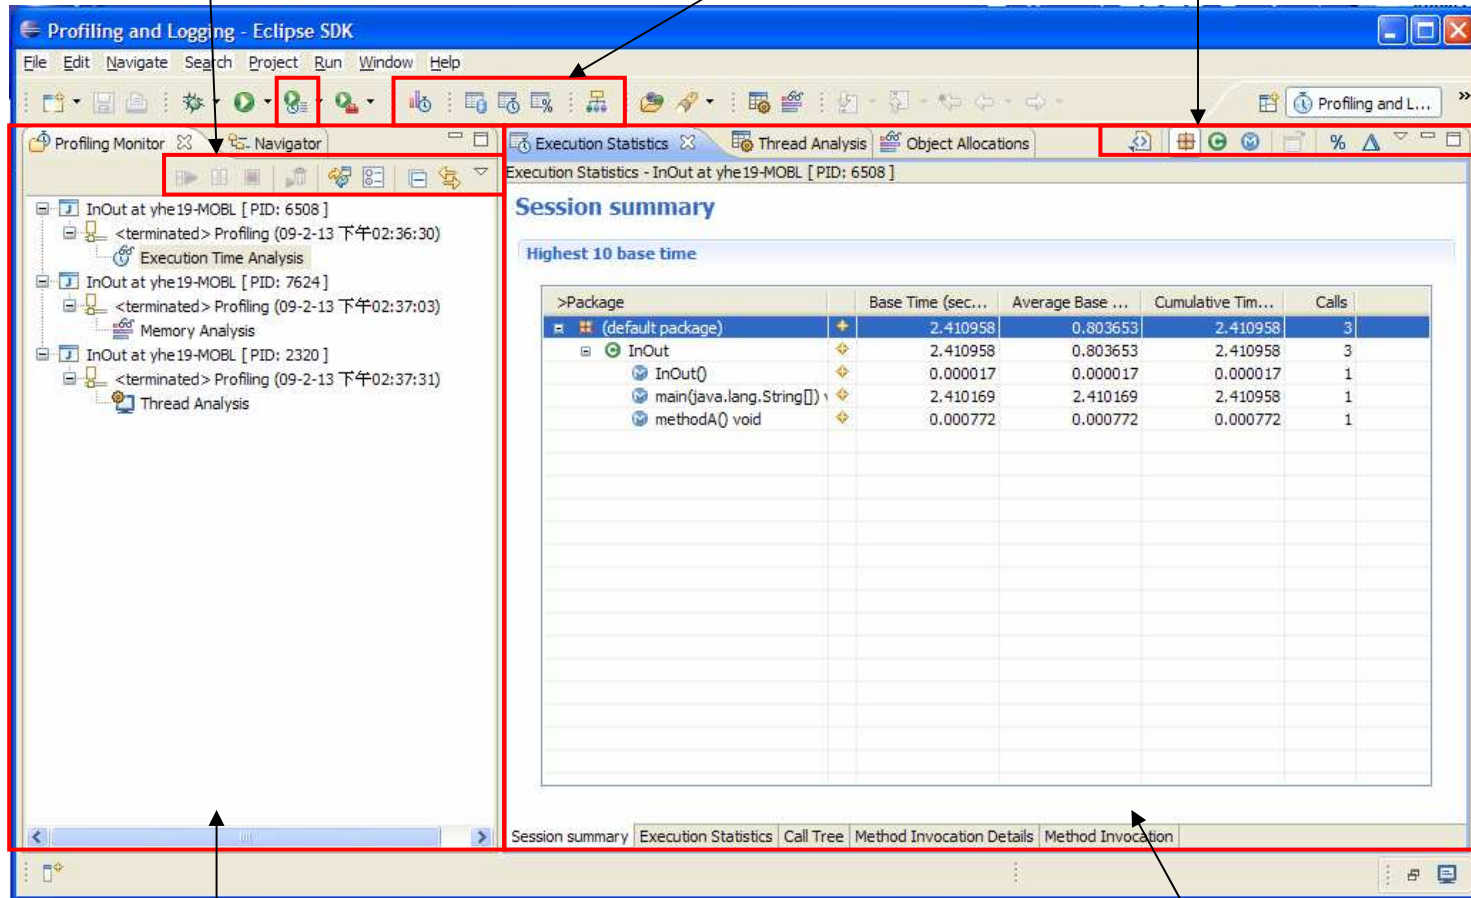 Profiling and Logging - Eclipse SDK
File Edit Navigate Search Project Run Window Help
Profiling and L... »
Profiling Monitor Navigator
Execution Statistics Thread Analysis Object Allocations
Execution Statistics - InOut at yhe19-MOBL [ PID: 6508 ]
InOut at yhe19-MOBL [ PID: 6508 ]
<terminated> Profiling (09-2-13 下午02:36:30)
Execution Time Analysis
InOut at yhe19-MOBL [ PID: 7624 ]
<terminated> Profiling (09-2-13 下午02:37:03)
Memory Analysis
InOut at yhe19-MOBL [ PID: 2320 ]
<terminated> Profiling (09-2-13 下午02:37:31)
Thread Analysis
Session summary
Highest 10 base time
>Package Base Time (sec... Average Base ... Cumulative Tim... Calls
(default package) 2.410958 0.803653 2.410958 3
InOut 2.410958 0.803653 2.410958 3
InOut() 0.000017 0.000017 0.000017 1
main(java.lang.String[]) 2.410169 2.410169 2.410958 1
methodA() void 0.000772 0.000772 0.000772 1
Session summary Execution Statistics Call Tree Method Invocation Details Method Invocation